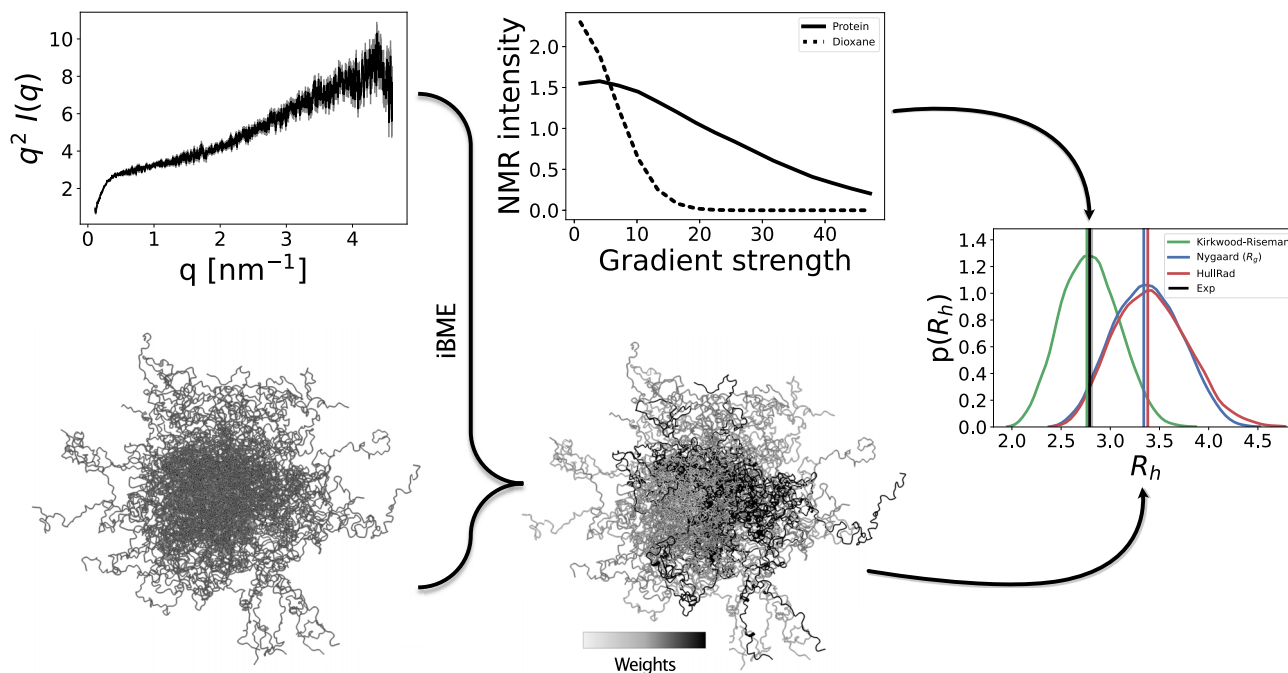 q² I(q)
10
8
6
4
2
0
1
2
3
4
q [nm⁻¹]
NMR intensity
2.0
1.5
1.0
0.5
0.0
0
10
20
30
40
Gradient strength
Protein
Dioxane
iBME
p(Rₕ)
1.4
1.2
1.0
0.8
0.6
0.4
0.2
0.0
2.0
2.5
3.0
3.5
4.0
4.5
Rₕ
Kirkwood-Riseman
Nygaard (R_g)
HullRad
Exp
Weights